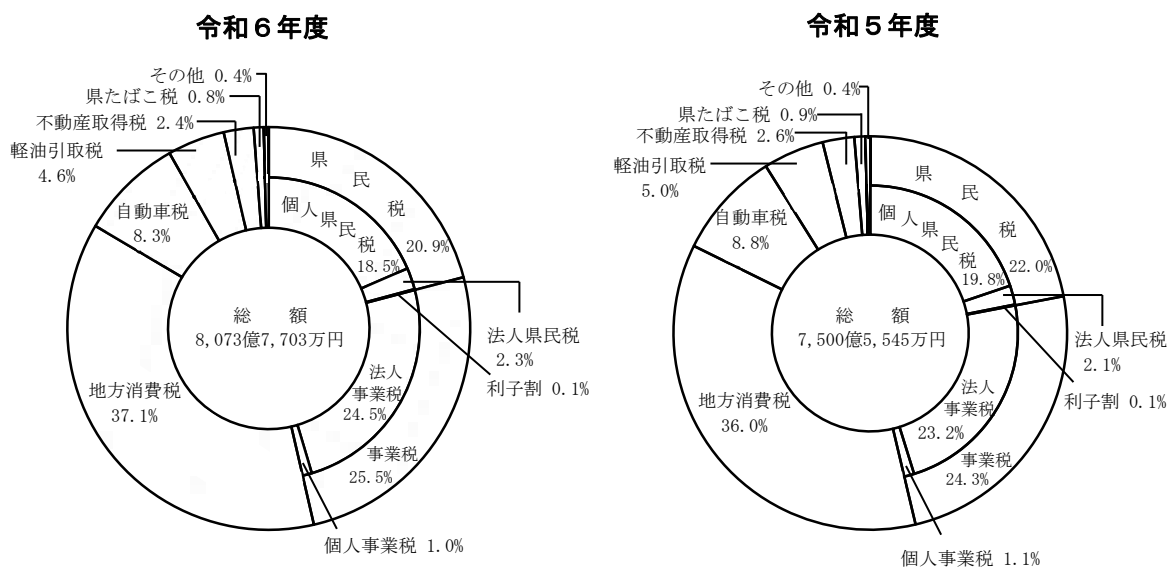 令和６年度
その他 0.4%
県たばこ税 0.8%
不動産取得税 2.4%
軽油引取税
4.6%
自動車税
8.3%
県民税
20.9%
個人県民税
18.5%
総　額
8,073億7,703万円
法人県民税
2.3%
利子割 0.1%
地方消費税
37.1%
法人
事業税
24.5%
事業税
25.5%
個人事業税 1.0%
令和５年度
その他 0.4%
県たばこ税 0.9%
不動産取得税 2.6%
軽油引取税
5.0%
自動車税
8.8%
県民税
22.0%
個人県民税
19.8%
総　額
7,500億5,545万円
法人県民税
2.1%
利子割 0.1%
地方消費税
36.0%
法人
事業税
23.2%
事業税
24.3%
個人事業税 1.1%